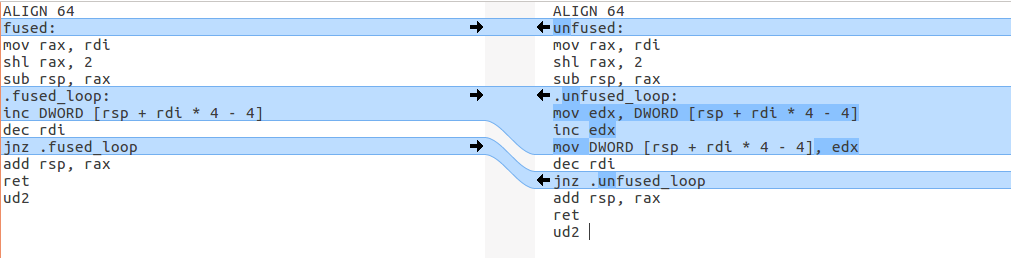 ALIGN 64
fused:
mov rax, rdi
shl rax, 2
sub rsp, rax
.fused_loop:
inc DWORD [rsp + rdi * 4 - 4]
dec rdi
jnz .fused_loop
add rsp, rax
ret
ud2
ALIGN 64
unfused:
mov rax, rdi
shl rax, 2
sub rsp, rax
.unfused_loop:
mov edx, DWORD [rsp + rdi * 4 - 4]
inc edx
mov DWORD [rsp + rdi * 4 - 4], edx
dec rdi
jnz .unfused_loop
add rsp, rax
ret
ud2